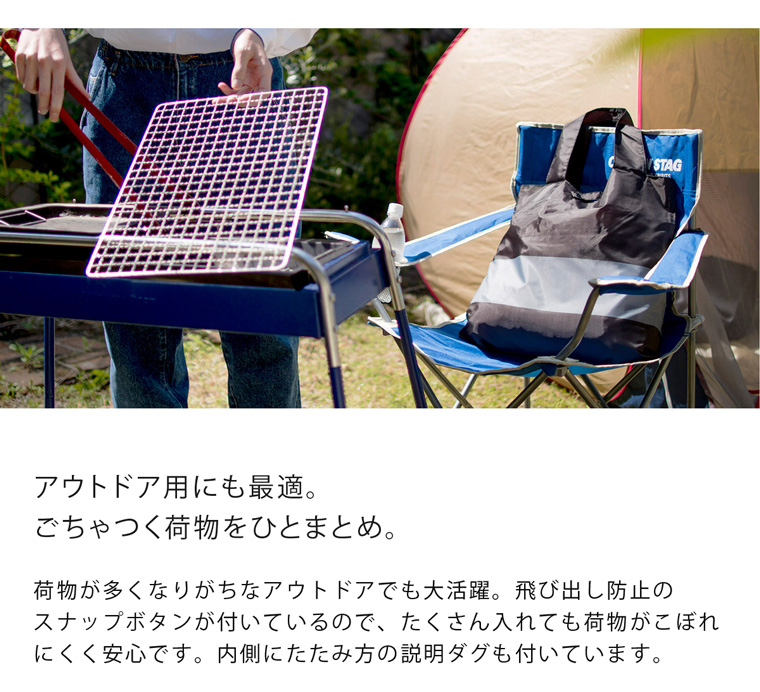 STAG
アウトドア用にも最適。
ごちゃつく荷物をひとまとめ。
荷物が多くなりがちなアウトドアでも大活躍。飛び出し防止の
スナップボタンが付いているので、たくさん入れても荷物がこぼれ
にくく安心です。内側にたたみ方の説明ダグも付いています。